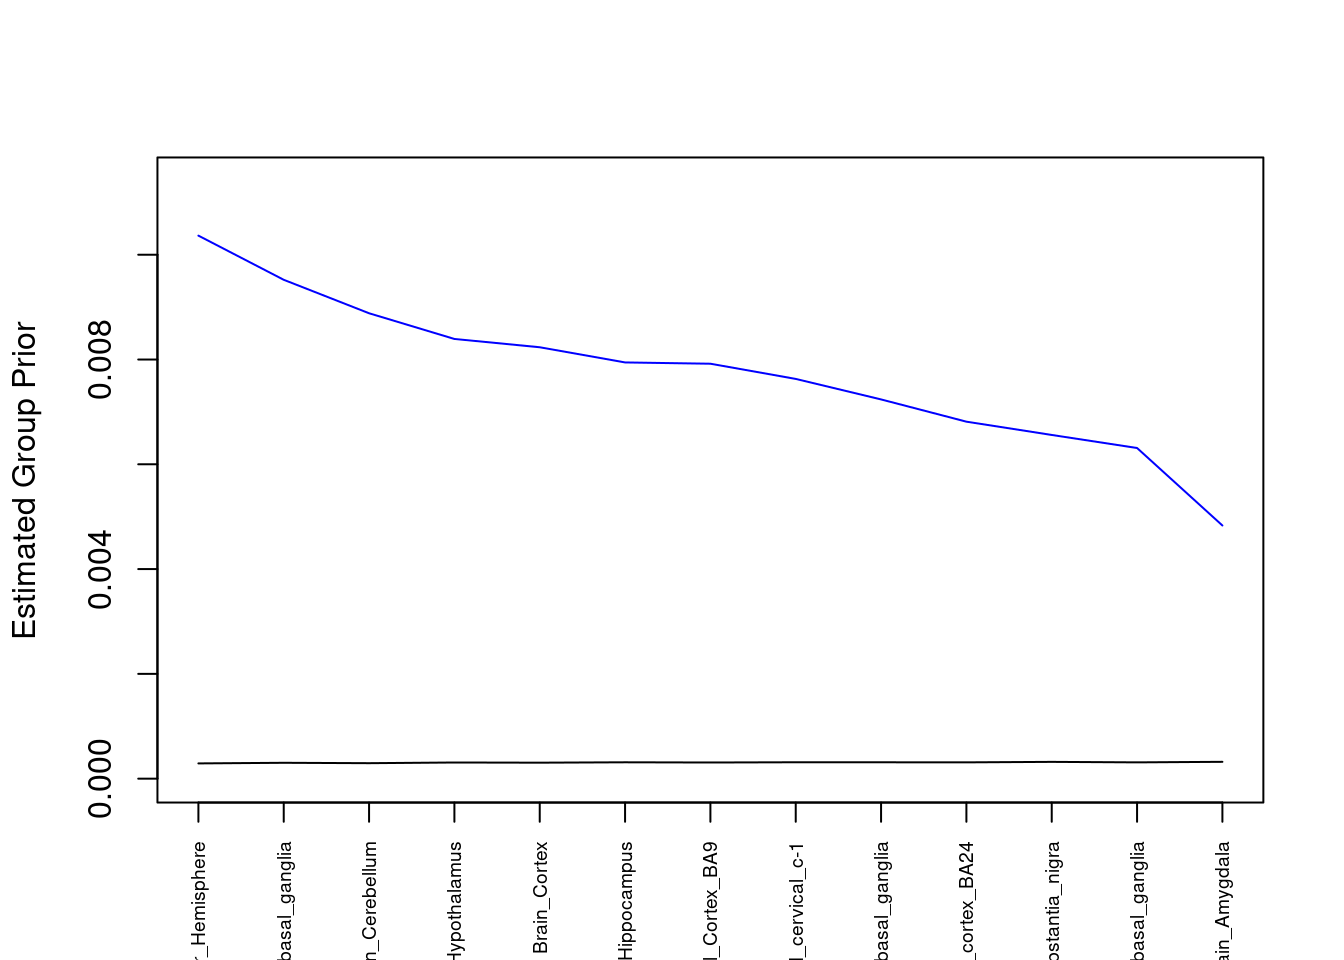 Estimated Group Prior
0.008
0.004
0.000
_Hemisphere
basal_ganglia
n_Cerebellum
Hypothalamus
Brain_Cortex
Hippocampus
l_Cortex_BA9
l_cervical_c-1
basal_ganglia
_cortex_BA24
ostantia_nigra
basal_ganglia
ain_Amygdala